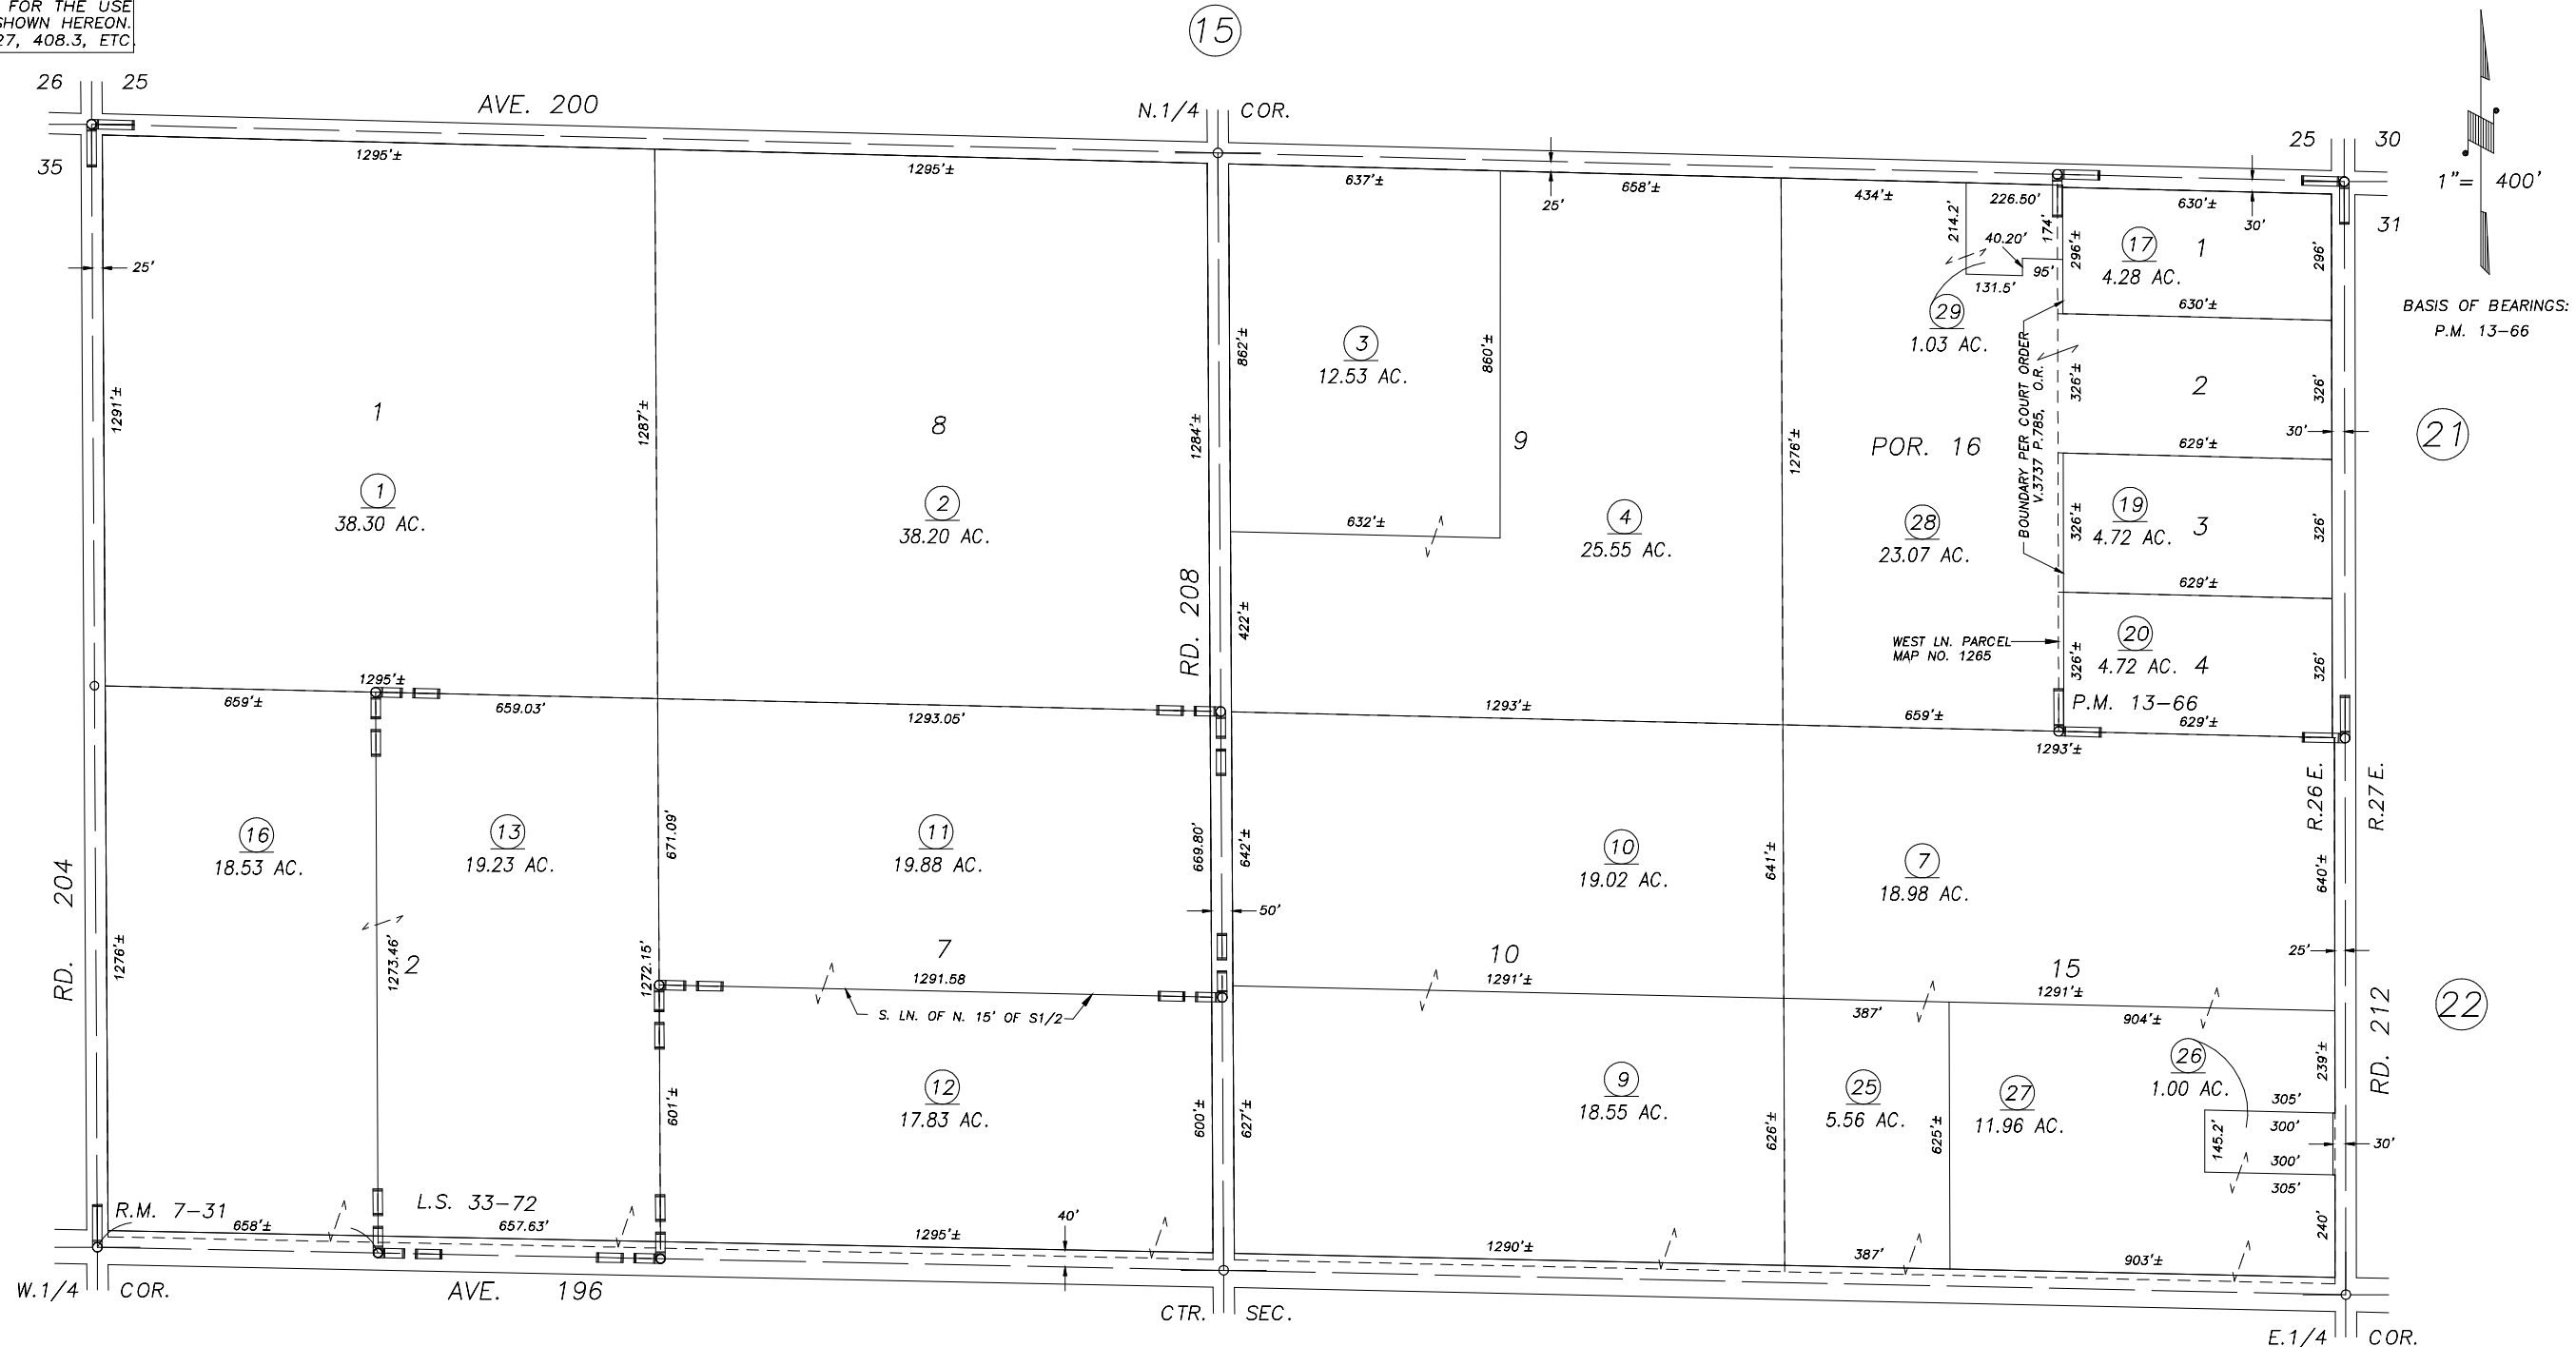 FOR THE USE
SHOWN HEREON.
27, 408.3, ETC.
15
26 25
AVE. 200
N.1/4 COR.
25 30
35
31
1"= 400'
BASIS OF BEARINGS:
P.M. 13-66
1295'±
1295'±
637'±
658'±
25'
434'±
226.50'
630'±
30'
25'
214.2'
174'
40.20'
95'
131.5'
296'±
17
4.28 AC.
1
296'
630'±
29
1.03 AC.
BOUNDARY PER COURT ORDER
V.3737 P.785, O.R.
1291'±
1
1
38.30 AC.
1287'±
8
2
38.20 AC.
1284'±
862'±
3
12.53 AC.
860'±
9
632'±
4
25.55 AC.
1276'±
POR. 16
28
23.07 AC.
326'±
2
326'
30'
629'±
21
326'±
19
4.72 AC.
3
326'
629'±
RD. 208
422'±
WEST LN. PARCEL
MAP NO. 1265
326'±
20
4.72 AC.
4
326'
P.M. 13-66
629'±
1295'±
659'±
659.03'
1293.05'
1293'±
659'±
1293'±
R.26 E.
R.27 E.
RD. 204
16
18.53 AC.
13
19.23 AC.
671.09'
11
19.88 AC.
669.80'
642'±
10
19.02 AC.
641'±
7
18.98 AC.
640'±
50'
1276'±
1273.46'
2
1272.15'
7
1291.58
S. LN. OF N. 15' OF S1/2
10
1291'±
15
1291'±
25'
22
387'
904'±
RD. 212
601'±
12
17.83 AC.
600'±
627'±
9
18.55 AC.
626'±
25
5.56 AC.
625'±
27
11.96 AC.
26
1.00 AC.
239'±
305'
300'
145.2'
30'
300'
305'
240'
R.M. 7-31
658'±
L.S. 33-72
657.63'
1295'±
40'
1290'±
387'
903'±
W.1/4 COR.
AVE. 196
CTR. SEC.
E.1/4 COR.